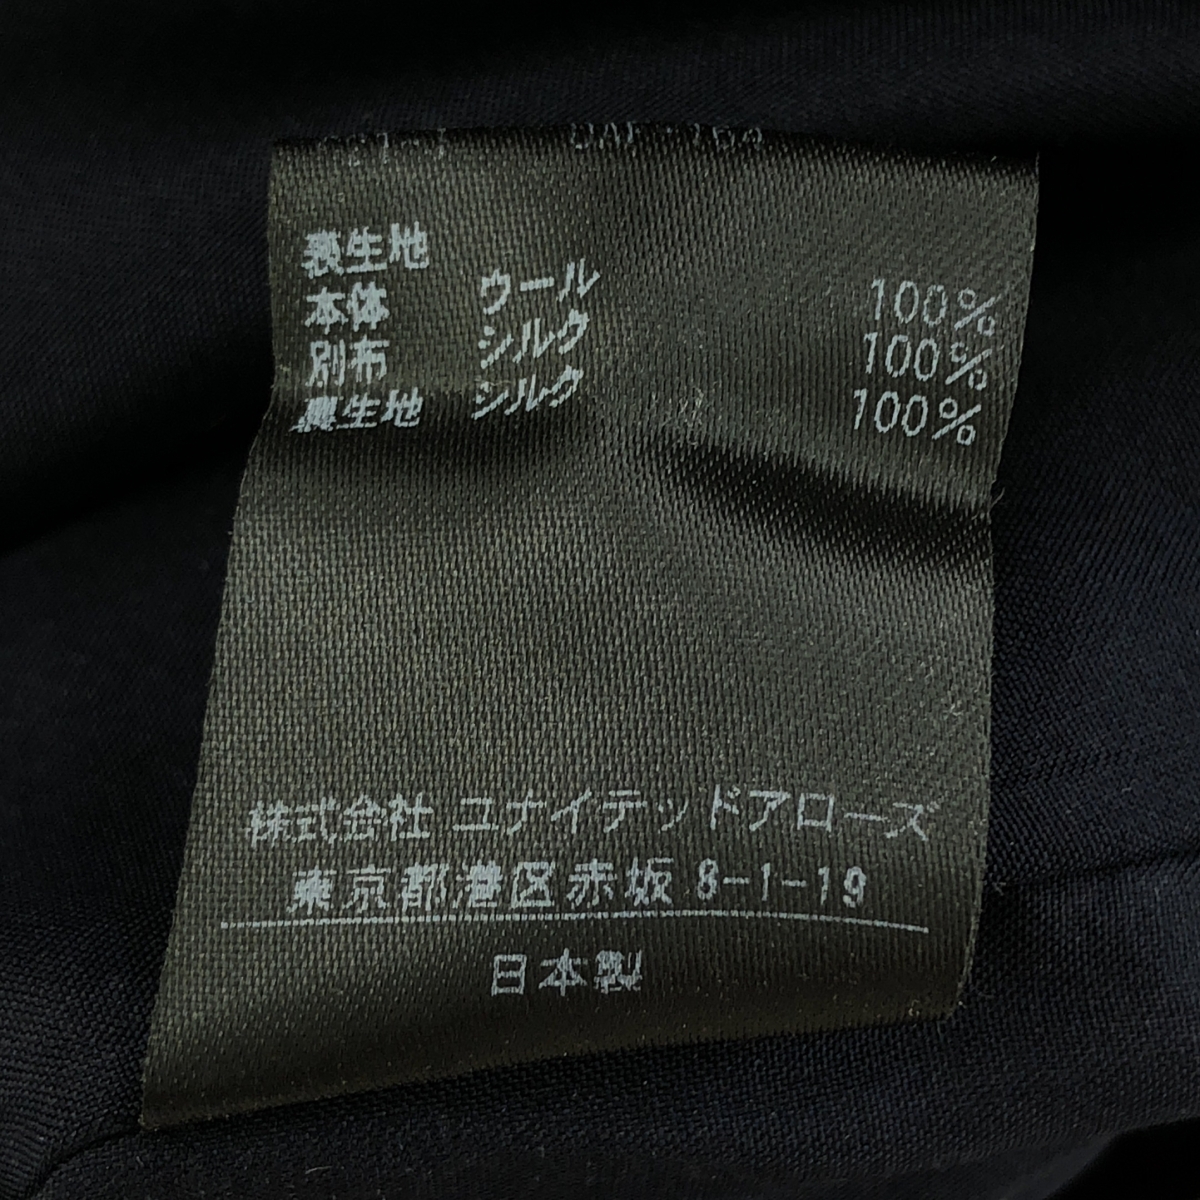 表生地
本体 ウール 100%
別布 シルク 100%
裏生地 シルク 100%
株式会社 ユナイテッドアローズ
東京都港区赤坂 8-1-19
日本製